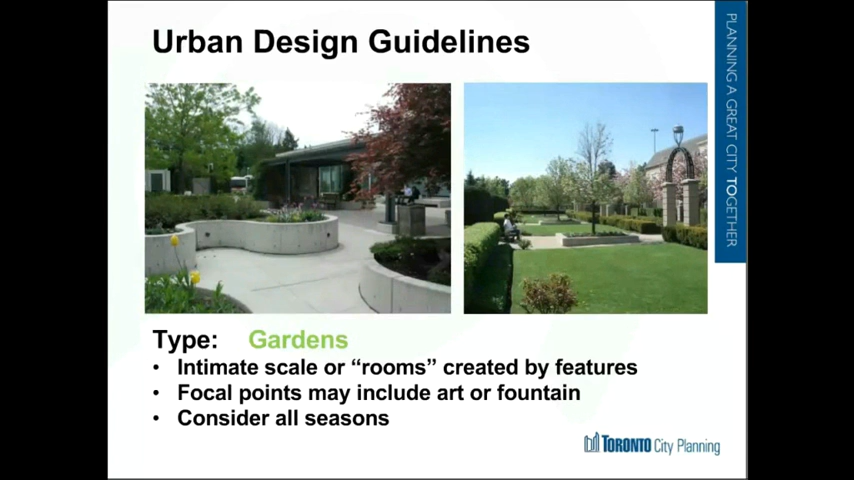 Urban Design Guidelines
PLANNING A GREAT CITY TOGETHER
Type: Gardens
• Intimate scale or “rooms” created by features
• Focal points may include art or fountain
• Consider all seasons
TORONTO City Planning